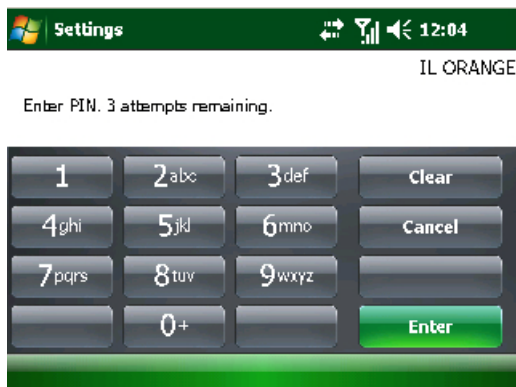 Settings 12:04
IL ORANGE
Enter PIN. 3 attempts remaining.
1 2abc 3def Clear
4ghi 5jkl 6mno Cancel
7pqrs 8tuv 9wxyz
0+ Enter